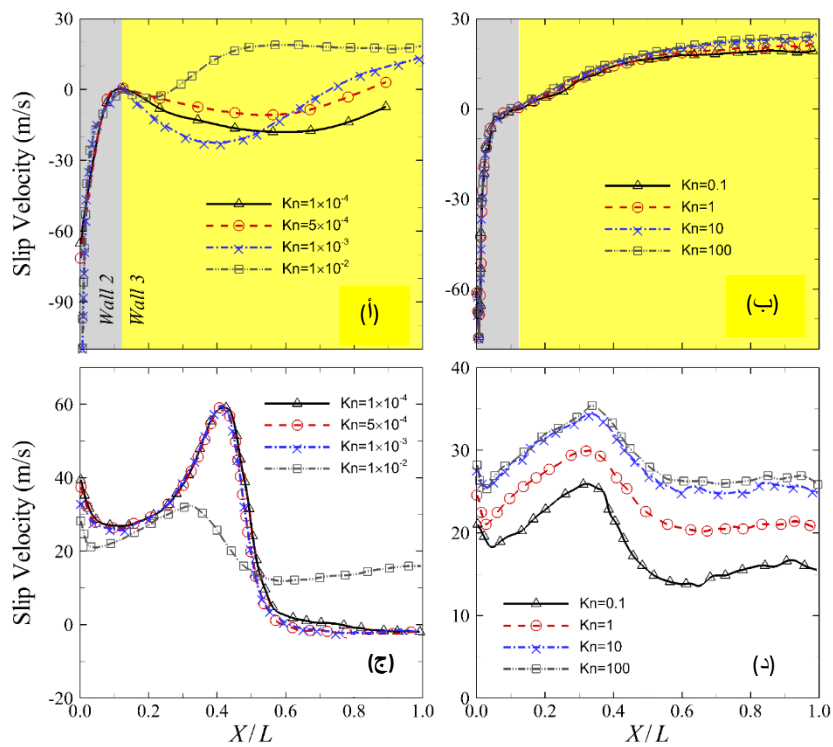 Slip Velocity (m/s)
30
0
-30
-60
-90
Wall 2
Wall 3
Kn=1×10⁻⁴
Kn=5×10⁻⁴
Kn=1×10⁻³
Kn=1×10⁻²
(أ)
30
0
-30
-60
Kn=0.1
Kn=1
Kn=10
Kn=100
(ب)
Slip Velocity (m/s)
60
40
20
0
-20
Kn=1×10⁻⁴
Kn=5×10⁻⁴
Kn=1×10⁻³
Kn=1×10⁻²
(ج)
0.0 0.2 0.4 0.6 0.8 1.0
X/L
40
30
20
10
0
Kn=0.1
Kn=1
Kn=10
Kn=100
(د)
0.0 0.2 0.4 0.6 0.8 1.0
X/L